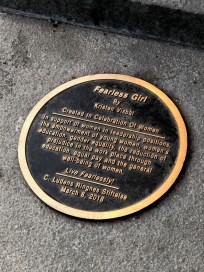 Fearless Girl
By
Kristen Visbal
Created in Celebration Of Women
In support of women in leadership positions,
the empowerment of young women, women's
education, gender equality, the reduction of
prejudice in the work place through
education, equal pay and the general
well-being of women.
Live Fearlessly!
C. Ludens Ringnes Stiftelse
March 8, 2018